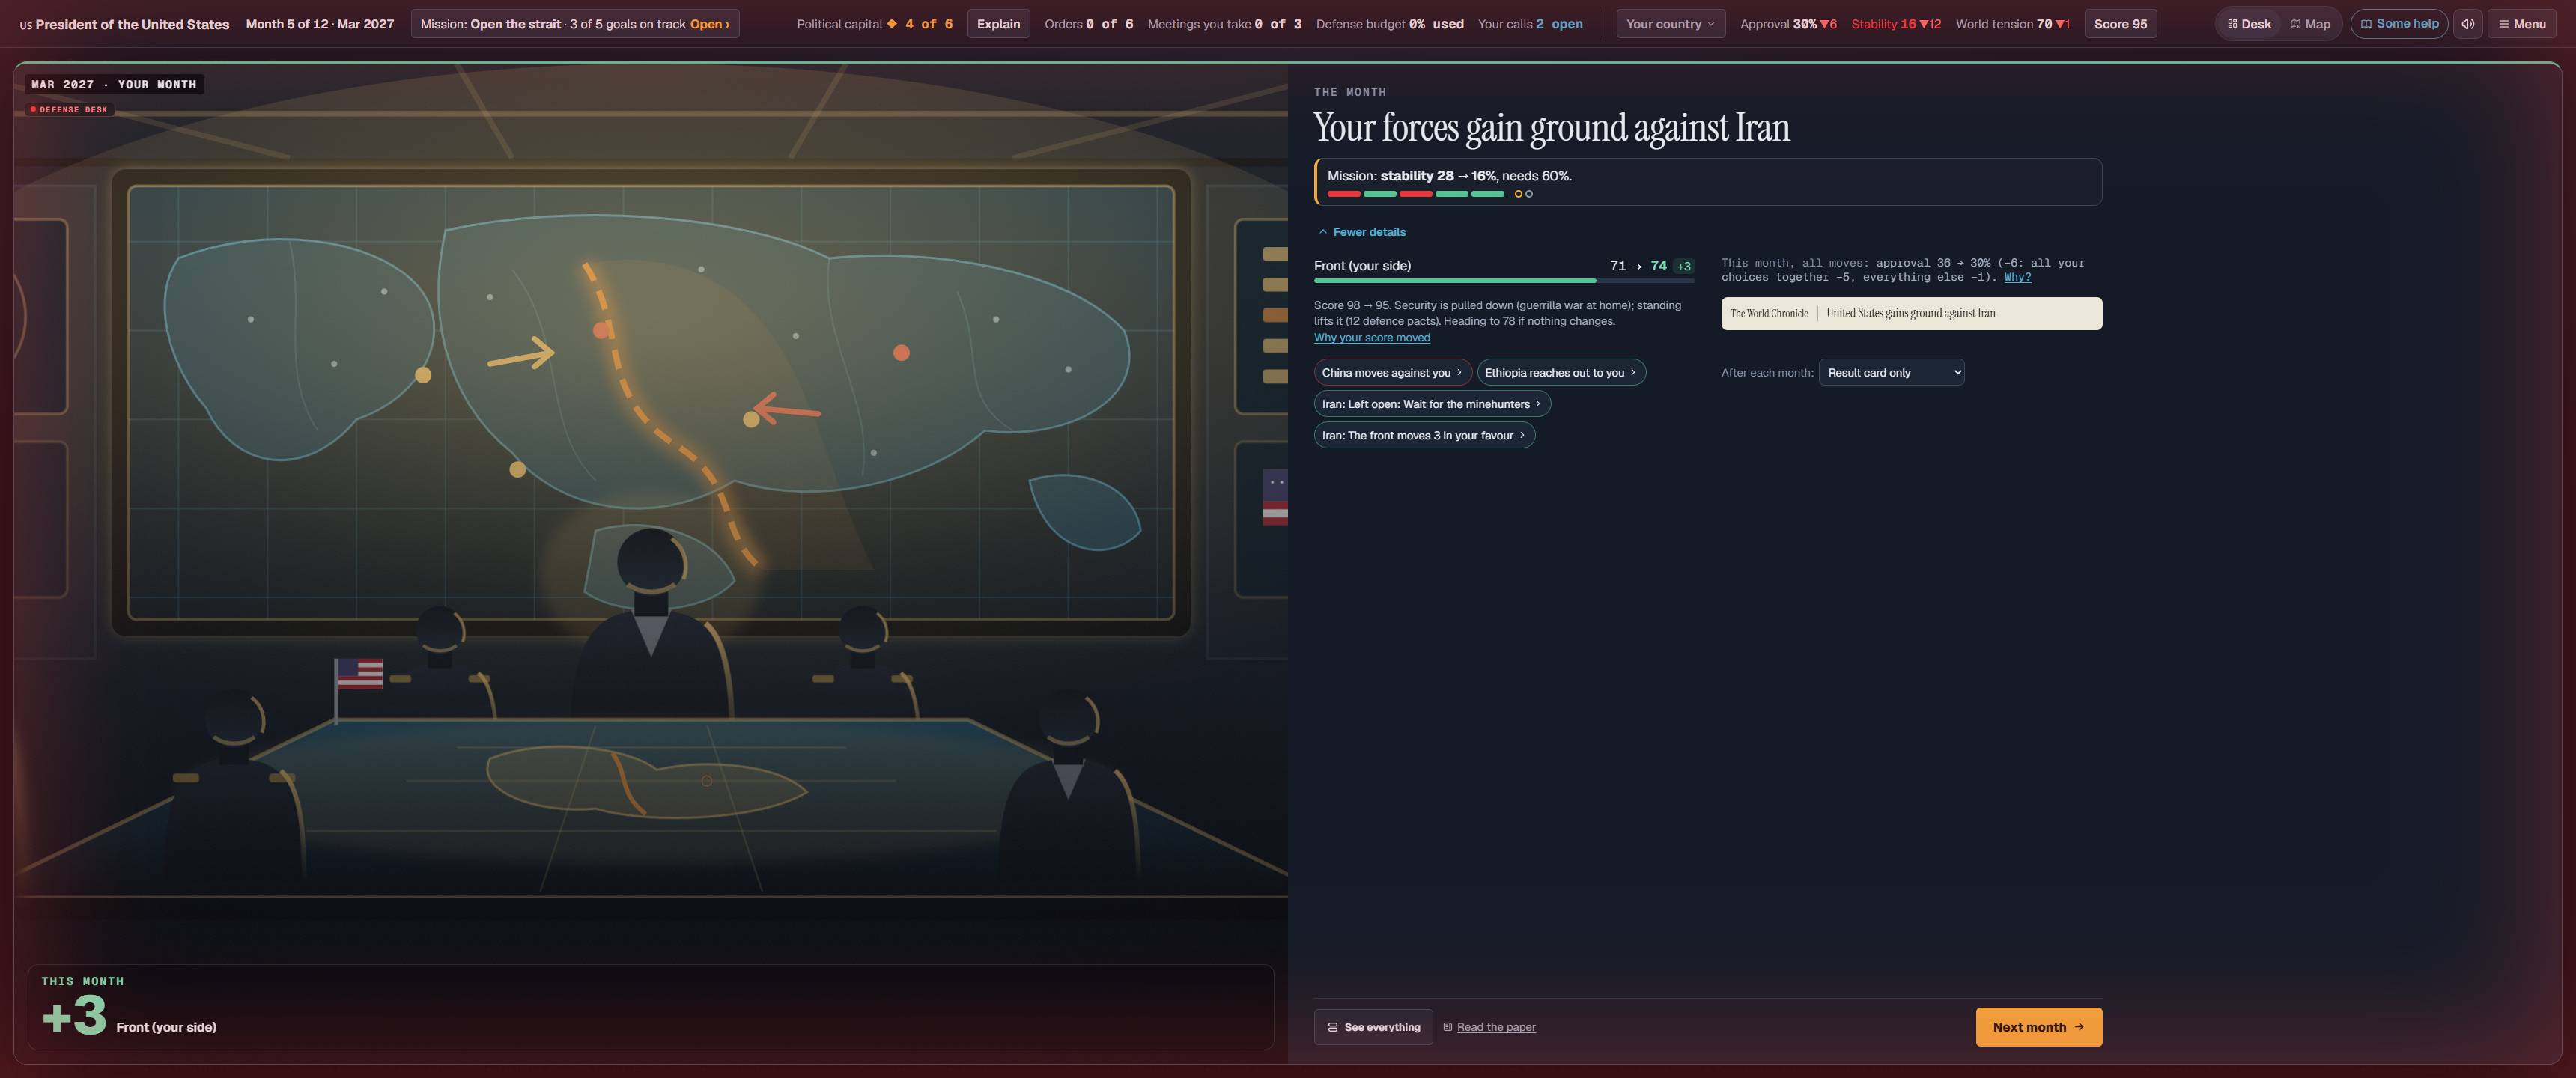 US President of the United States
Month 5 of 12 · Mar 2027
Mission: Open the strait · 3 of 5 goals on track Open ›
Political capital ◆ 4 of 6
Explain
Orders 0 of 6
Meetings you take 0 of 3
Defense budget 0% used
Your calls 2 open
Your country
Approval 30% ▼6
Stability 16 ▼12
World tension 70 ▼1
Score 95
Desk
Map
Some help
Menu
MAR 2027 · YOUR MONTH
DEFENSE DESK
THIS MONTH
+3 Front (your side)
THE MONTH
Your forces gain ground against Iran
Mission: stability 28 → 16%, needs 60%.
Fewer details
Front (your side) 71 → 74 +3
Score 98 → 95. Security is pulled down (guerrilla war at home); standing
lifts it (12 defence pacts). Heading to 78 if nothing changes.
Why your score moved
This month, all moves: approval 36 → 30% (−6: all your
choices together −5, everything else −1). Why?
The World Chronicle | United States gains ground against Iran
China moves against you ›
Ethiopia reaches out to you ›
Iran: Left open: Wait for the minehunters ›
Iran: The front moves 3 in your favour ›
After each month: Result card only
See everything
Read the paper
Next month →